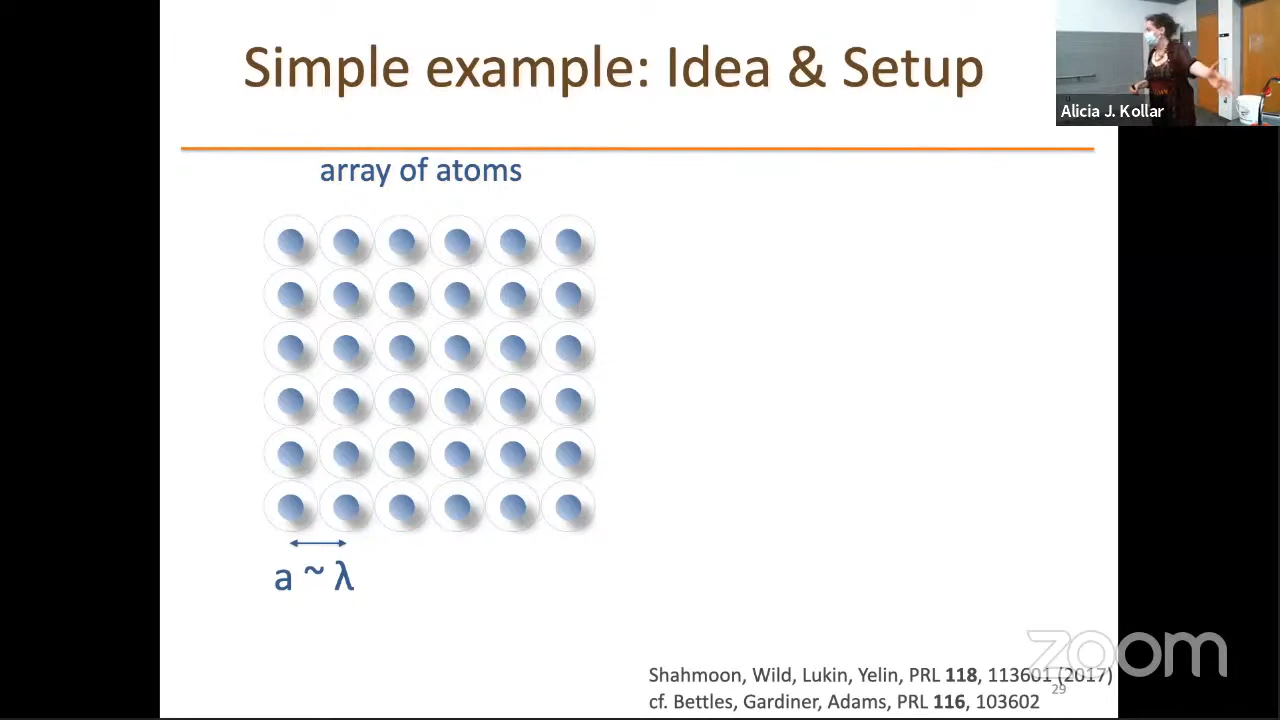 Simple example: Idea & Setup
Alicia J. Kollar
array of atoms
a ~ λ
Shahmoon, Wild, Lukin, Yelin, PRL 118, 113601 (2017)
cf. Bettles, Gardiner, Adams, PRL 116, 103602
29
zoom